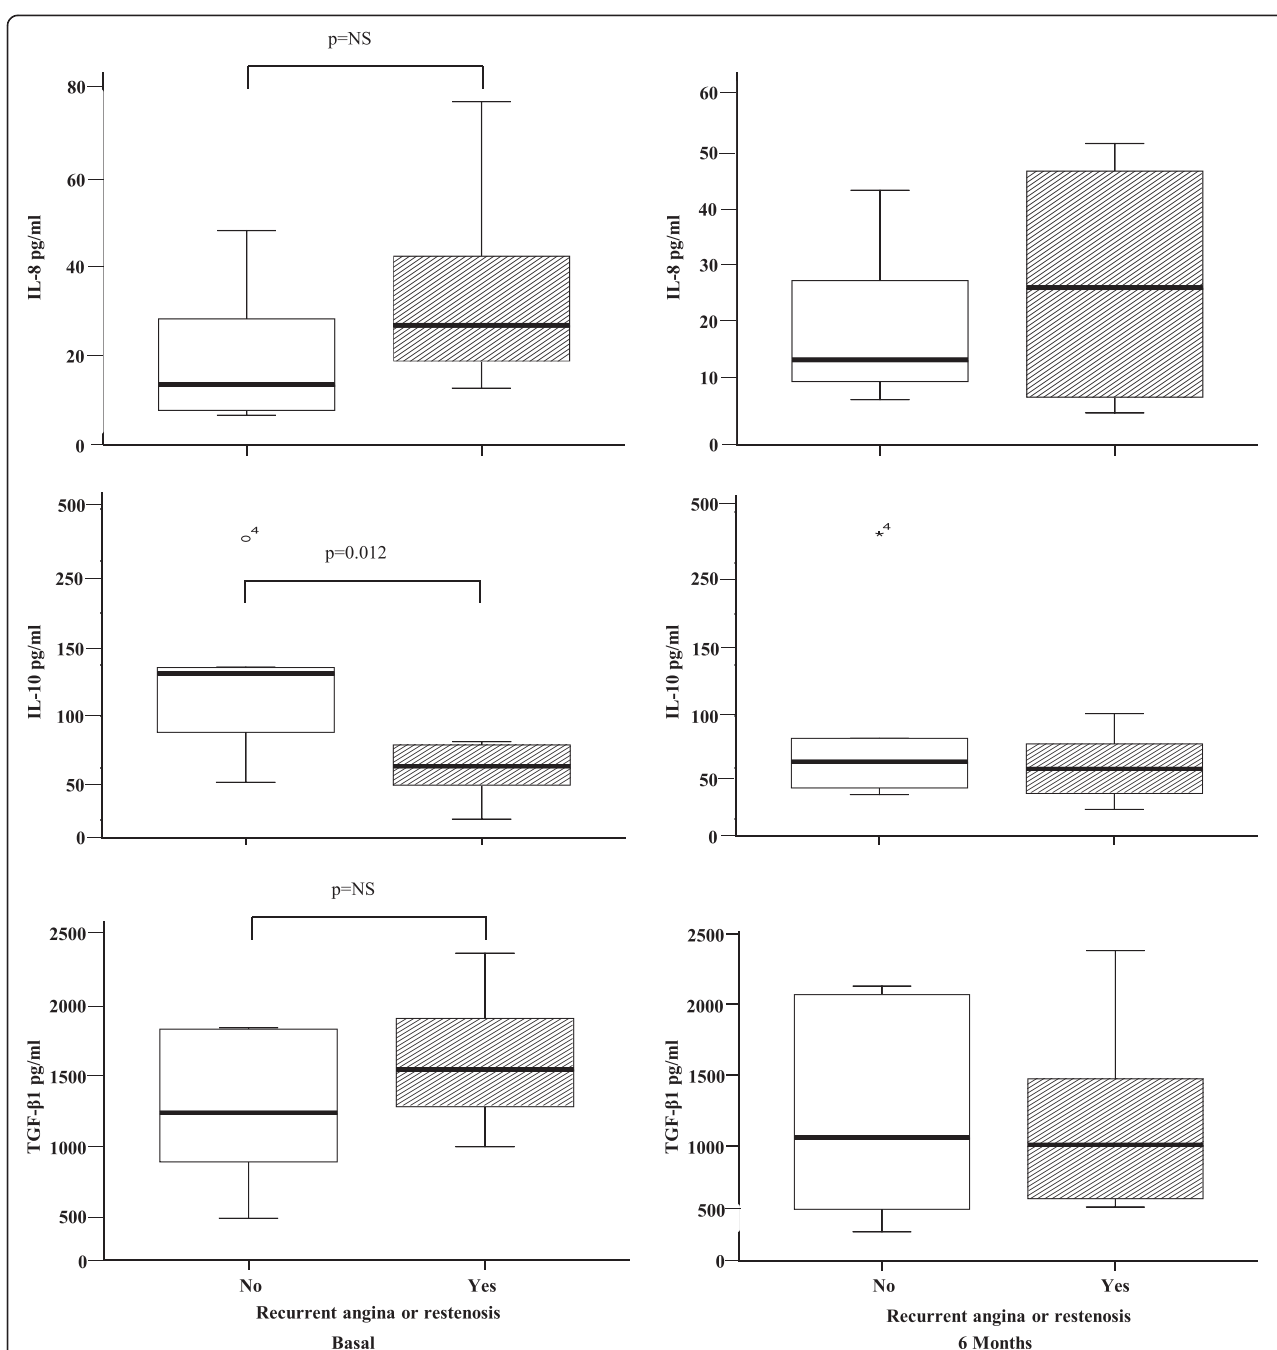 p=NS
80
60
40
20
0
IL-8 pg/ml
60
50
40
30
20
10
0
IL-8 pg/ml
500
250
150
100
50
0
IL-10 pg/ml
4
p=0.012
500
250
150
100
50
0
IL-10 pg/ml
4
p=NS
2500
2000
1500
1000
500
0
TGF-β1 pg/ml
No Yes
Recurrent angina or restenosis
Basal
2500
2000
1500
1000
500
0
TGF-β1 pg/ml
No Yes
Recurrent angina or restenosis
6 Months